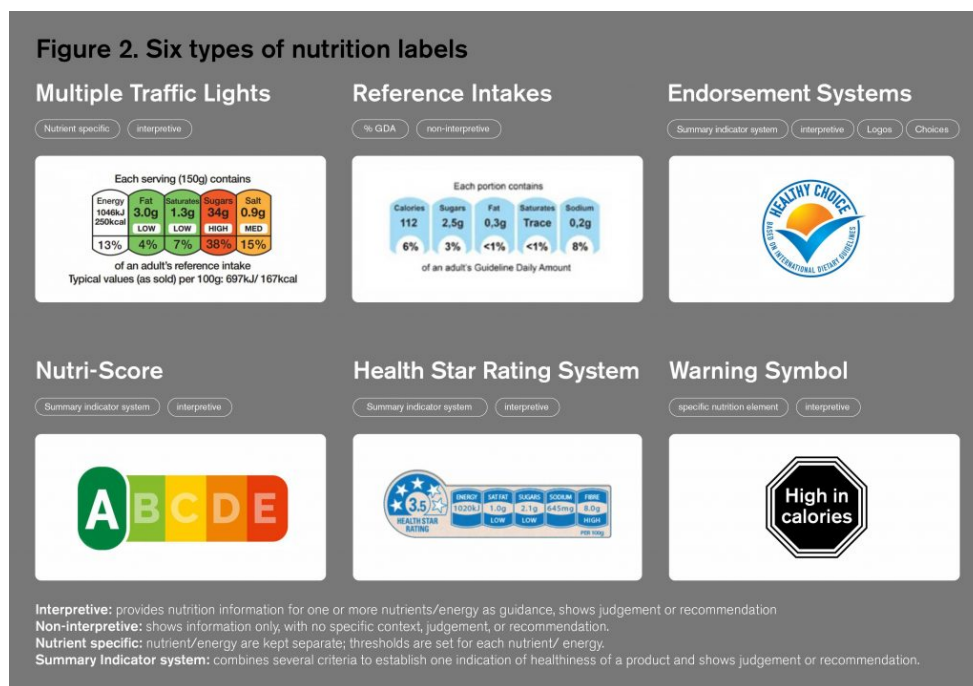 Figure 2. Six types of nutrition labels
Multiple Traffic Lights
Nutrient specific
interpretive
Each serving (150g) contains
Energy
1046kJ
250kcal
13%
Fat
3.0g
LOW
4%
Saturates
1.3g
LOW
7%
Sugars
34g
HIGH
38%
Salt
0.9g
MED
15%
of an adult's reference intake
Typical values (as sold) per 100g: 697kJ/ 167kcal
Reference Intakes
% GDA
non-interpretive
Each portion contains
Calories
112
6%
Sugars
2,5g
3%
Fat
0,3g
<1%
Saturates
Trace
<1%
Sodium
0,2g
8%
of an adult's Guideline Daily Amount
Endorsement Systems
Summary indicator system
interpretive
Logos
Choices
HEALTHY CHOICE
BASED ON INTERNATIONAL DIETARY GUIDELINES
Nutri-Score
Summary indicator system
interpretive
A B C D E
Health Star Rating System
Summary indicator system
interpretive
3.5
HEALTH STAR
RATING
ENERGY
1020kJ
SAT FAT
1.0g
LOW
SUGARS
2.1g
LOW
SODIUM
645mg
FIBRE
8.0g
HIGH
PER 100g
Warning Symbol
specific nutrition element
interpretive
High in
calories
Interpretive: provides nutrition information for one or more nutrients/energy as guidance, shows judgement or recommendation
Non-interpretive: shows information only, with no specific context, judgement, or recommendation.
Nutrient specific: nutrient/energy are kept separate; thresholds are set for each nutrient/ energy.
Summary Indicator system: combines several criteria to establish one indication of healthiness of a product and shows judgement or recommendation.